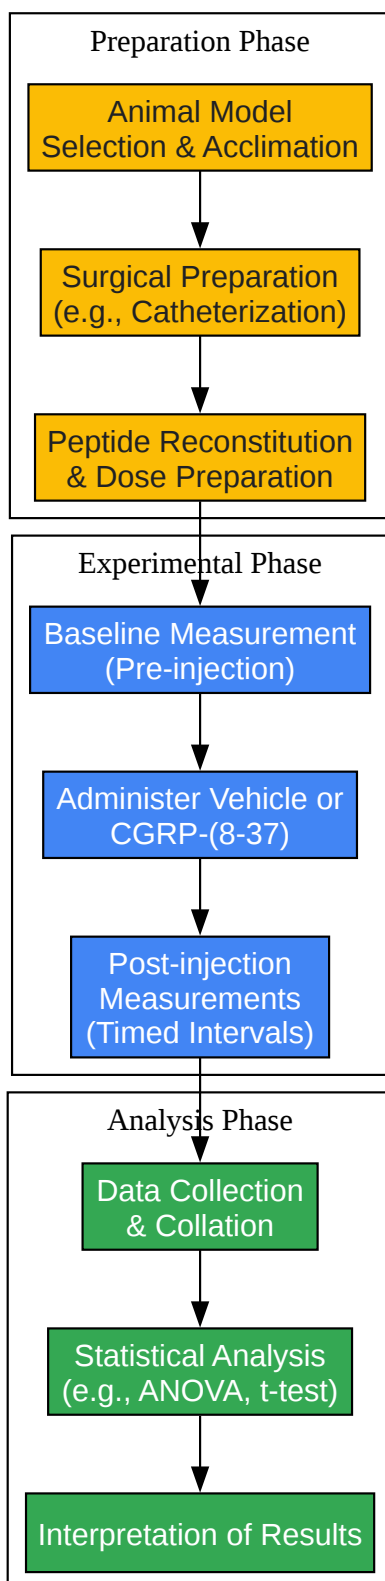 Preparation Phase
Animal Model
Selection & Acclimation
Surgical Preparation
(e.g., Catheterization)
Peptide Reconstitution
& Dose Preparation
Experimental Phase
Baseline Measurement
(Pre-injection)
Administer Vehicle or
CGRP-(8-37)
Post-injection
Measurements
(Timed Intervals)
Analysis Phase
Data Collection
& Collation
Statistical Analysis
(e.g., ANOVA, t-test)
Interpretation of Results